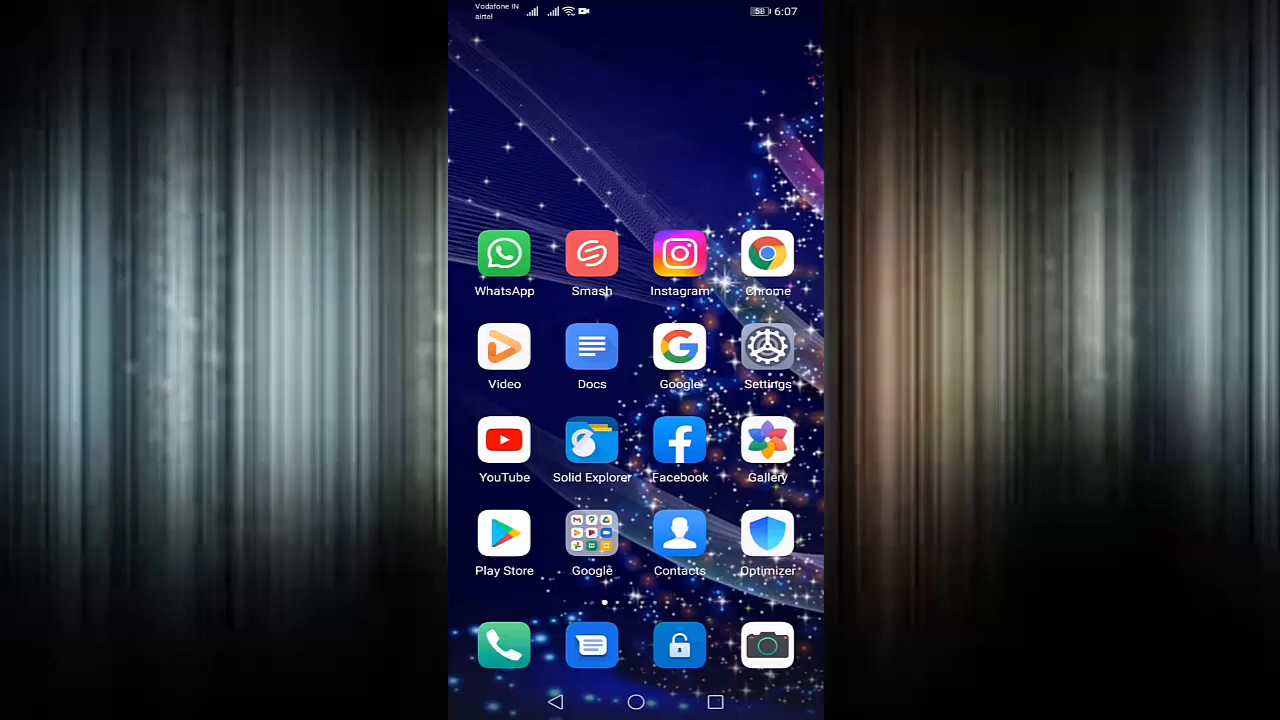 Vodafone IN
airtel
58 6:07
WhatsApp Smash Instagram Chrome
Video Docs Google Settings
YouTube Solid Explorer Facebook Gallery
Play Store Google Contacts Optimizer